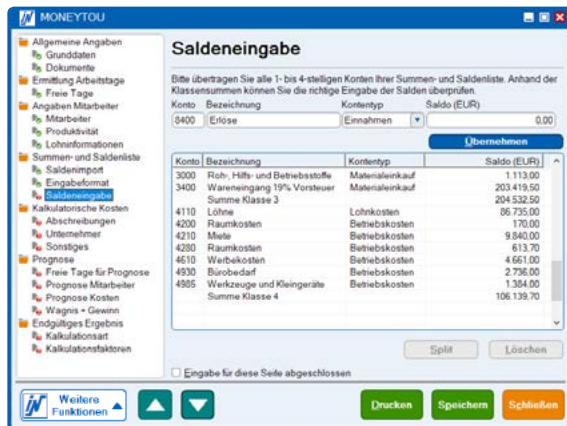 MONEYTOU
Allgemeine Angaben
Grunddaten
Dokumente
Ermittlung Arbeitstage
Freie Tage
Angaben Mitarbeiter
Mitarbeiter
Produktivität
Lohninformationen
Summen- und Saldenliste
Saldenimport
Eingabeformat
Saldeneingabe
Kalkulatorische Kosten
Abschreibungen
Unternehmer
Sonstiges
Prognose
Freie Tage für Prognose
Prognose Mitarbeiter
Prognose Kosten
Wagnis + Gewinn
Endgültiges Ergebnis
Kalkulationsart
Kalkulationsfaktoren
Saldeneingabe
Bitte übertragen Sie alle 1- bis 4-stelligen Konten Ihrer Summen- und Saldenliste. Anhand der
Klassensummen können Sie die richtige Eingabe der Salden überprüfen.
Konto Bezeichnung Kontentyp Saldo (EUR)
8400 Erlöse Einnahmen 0.00
Übernehmen
Konto Bezeichnung Kontentyp Saldo (EUR)
3000 Roh-, Hilfs- und Betriebsstoffe Materialeinkauf 1.113,00
3400 Wareneingang 19% Vorsteuer Materialeinkauf 203.419,50
Summe Klasse 3 204.532,50
4110 Löhne Lohnkosten 86.735,00
4200 Raumkosten Betriebskosten 170,00
4210 Miete Betriebskosten 9.840,00
4280 Raumkosten Betriebskosten 613,70
4610 Werbekosten Betriebskosten 4.661,00
4930 Bürobedarf Betriebskosten 2.736,00
4985 Werkzeuge und Kleingeräte Betriebskosten 1.384,00
Summe Klasse 4 106.139,70
Split Löschen
Eingabe für diese Seite abgeschlossen
Weitere
Funktionen
Drucken Speichern Schließen